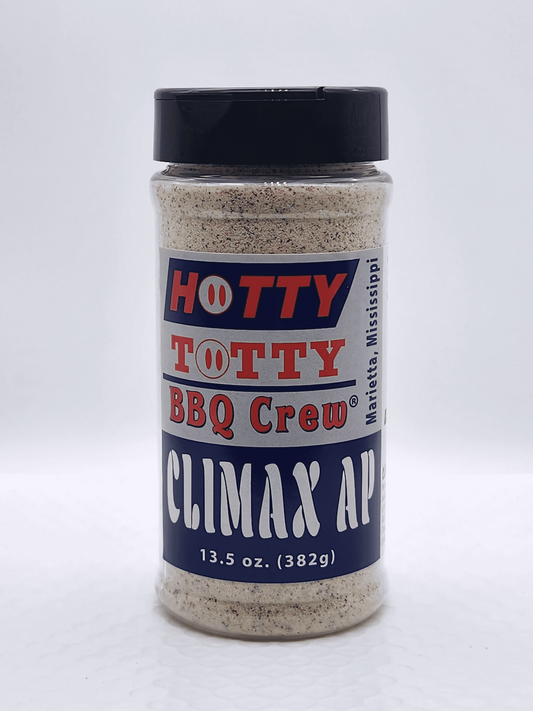 HOTTY
TOTTY
BBQ Crew®
Marietta, Mississippi
CLIMAX AP
13.5 oz. (382g)